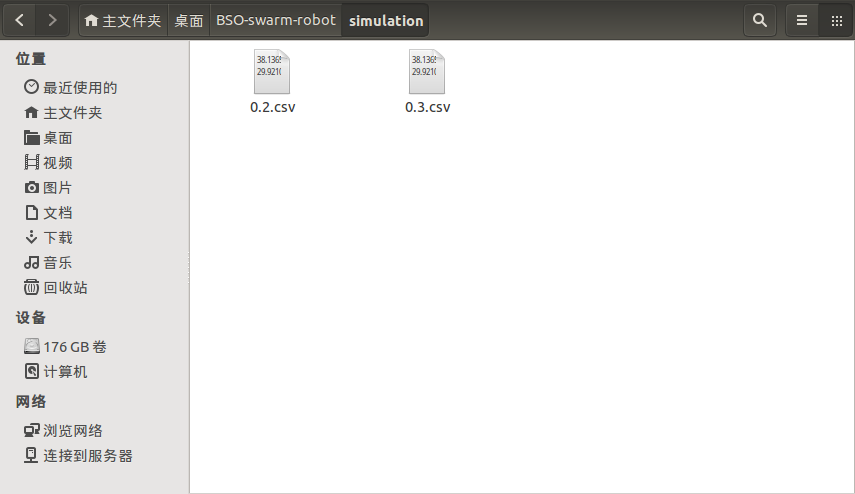 主文件夹 桌面 BSO-swarm-robot simulation
位置
最近使用的
主文件夹
桌面
视频
图片
文档
下载
音乐
回收站
设备
176 GB 卷
计算机
网络
浏览网络
连接到服务器
38.1365 38.1365
29.9210 29.9210
0.2.csv 0.3.csv